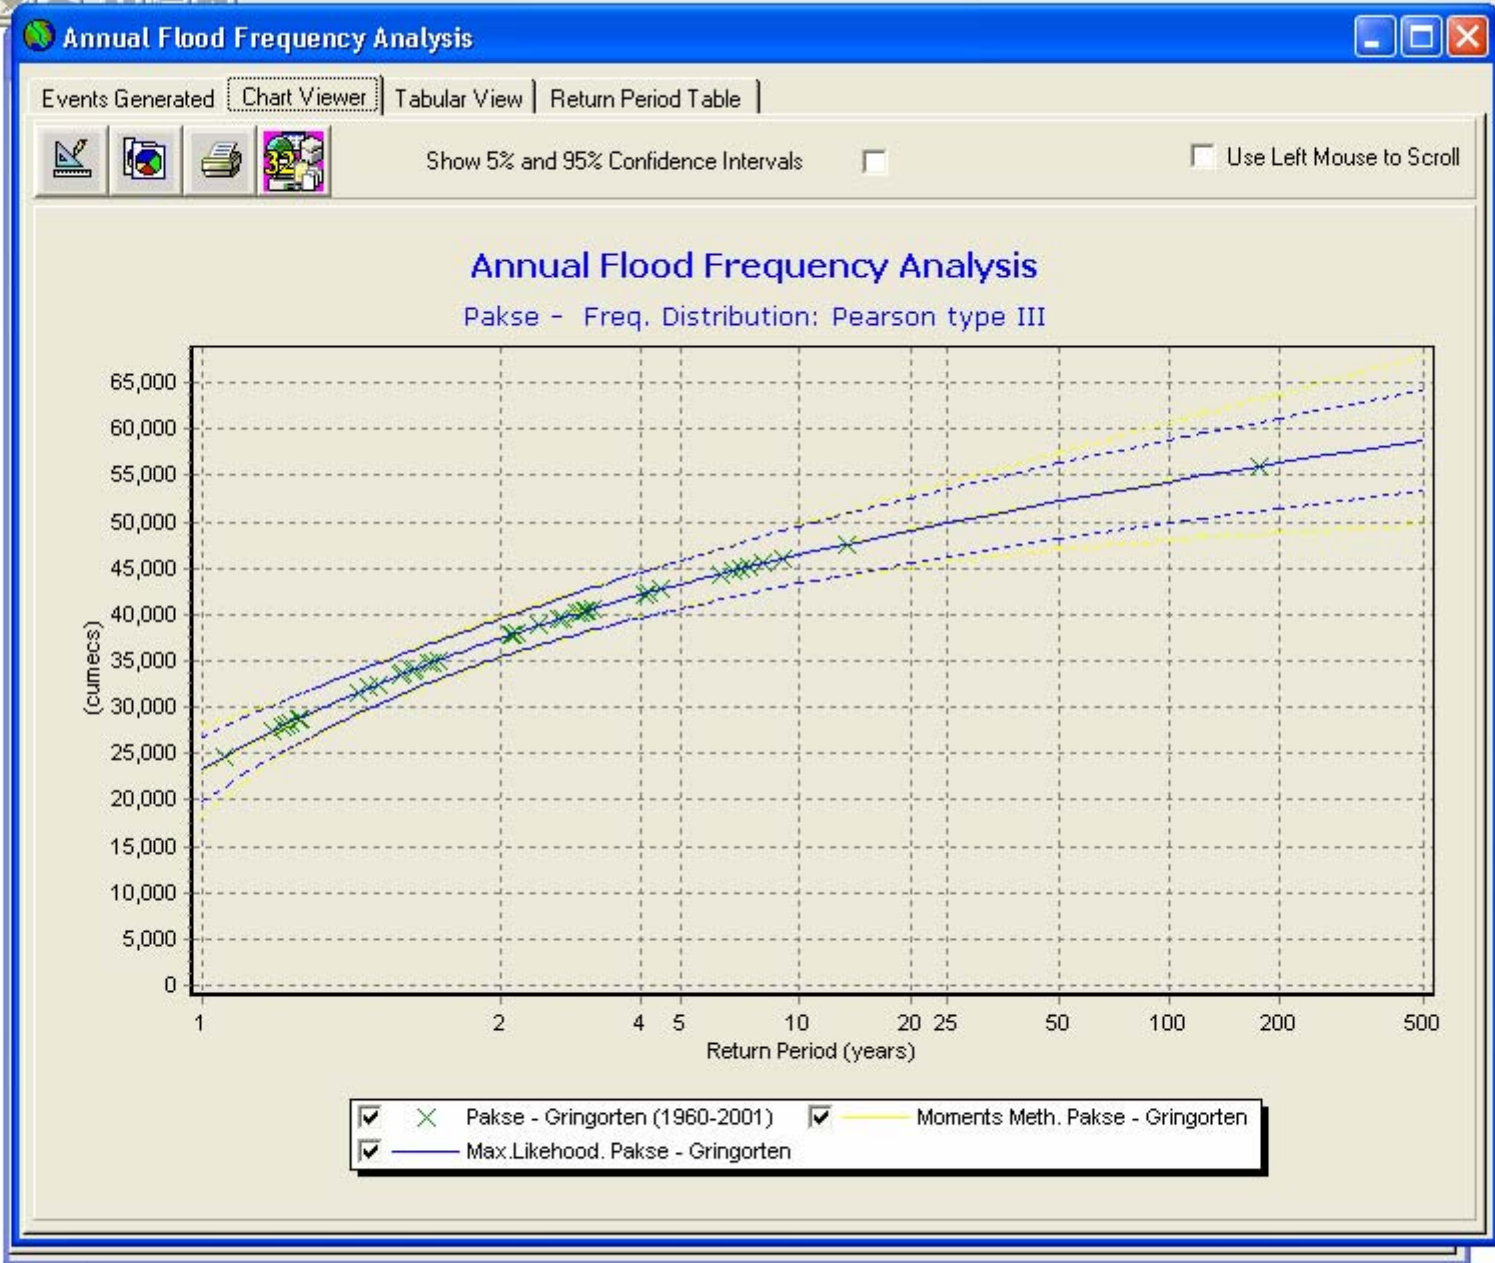 Annual Flood Frequency Analysis
Events Generated Chart Viewer Tabular View Return Period Table
32
Show 5% and 95% Confidence Intervals
Use Left Mouse to Scroll
Annual Flood Frequency Analysis
Pakse - Freq. Distribution: Pearson type III
65,000
60,000
55,000
50,000
45,000
40,000
35,000
30,000
25,000
20,000
15,000
10,000
5,000
0
(cumecs)
1 2 4 5 10 20 25 50 100 200 500
Return Period (years)
Pakse - Gringorten (1960-2001) Moments Meth. Pakse - Gringorten
Max.Likehood. Pakse - Gringorten